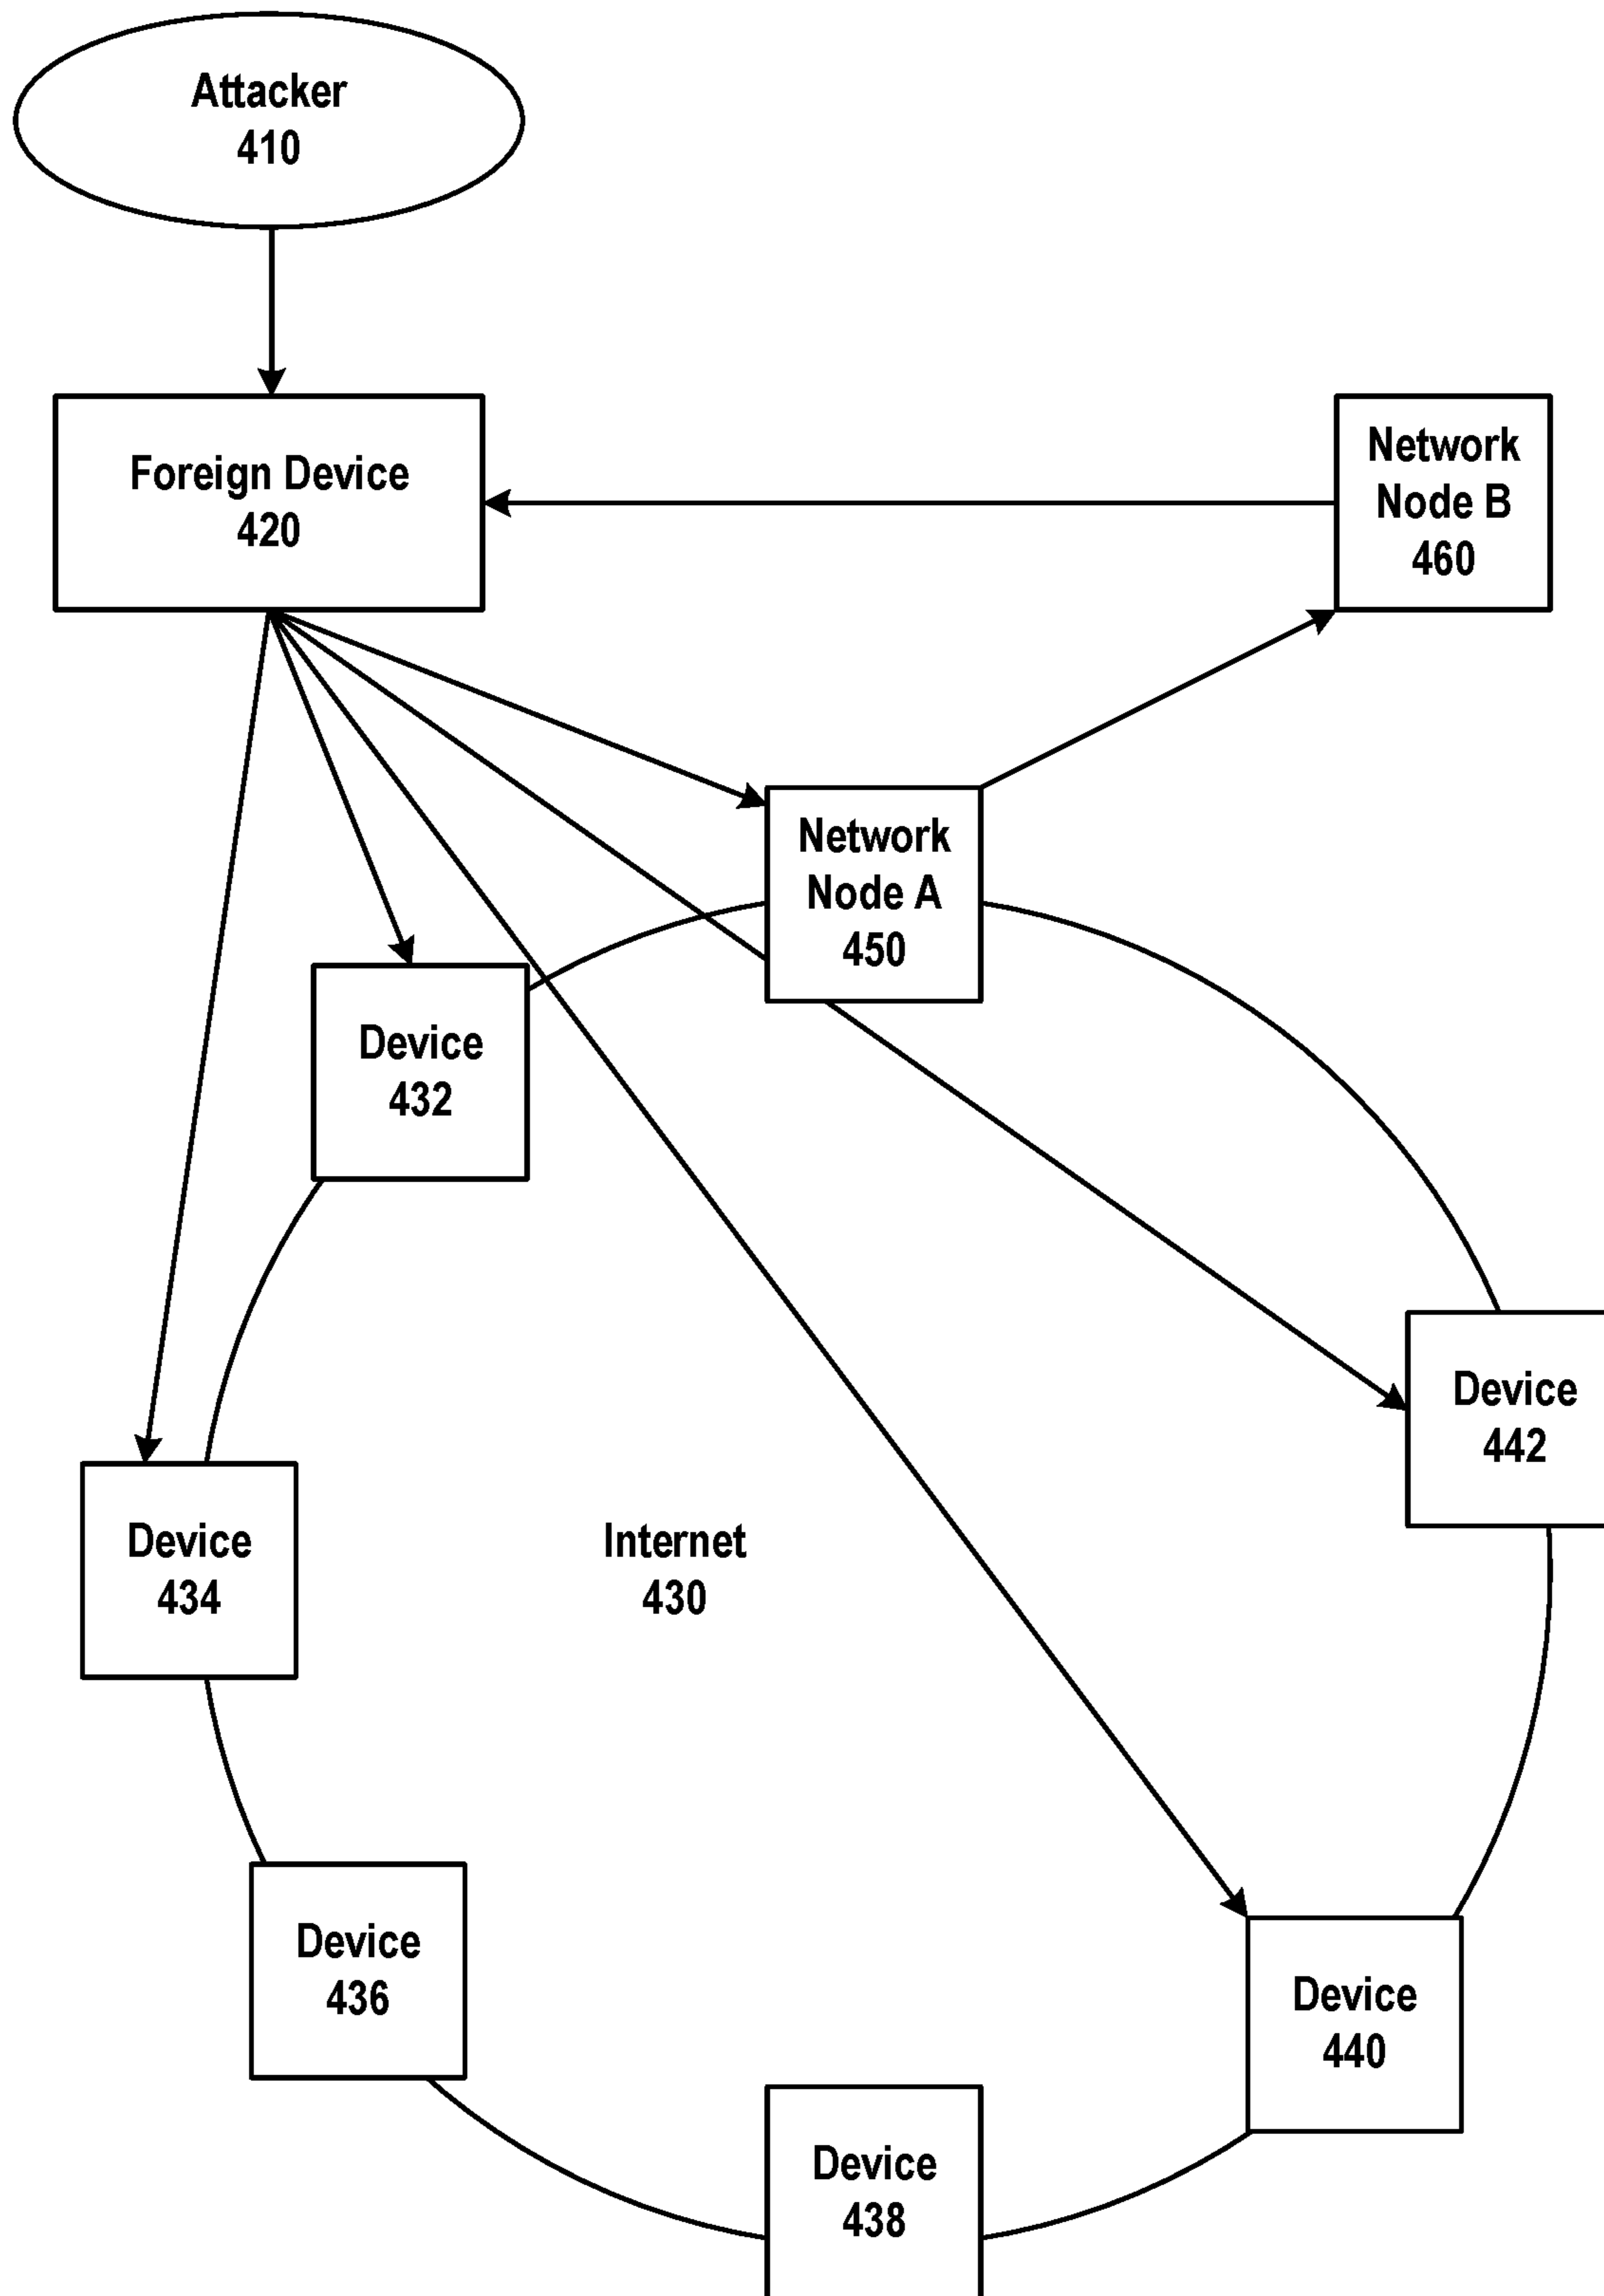 Attacker
410
Foreign Device
420
Network
Node B
460
Network
Node A
450
Device
432
Device
442
Device
434
Internet
430
Device
436
Device
440
Device
438